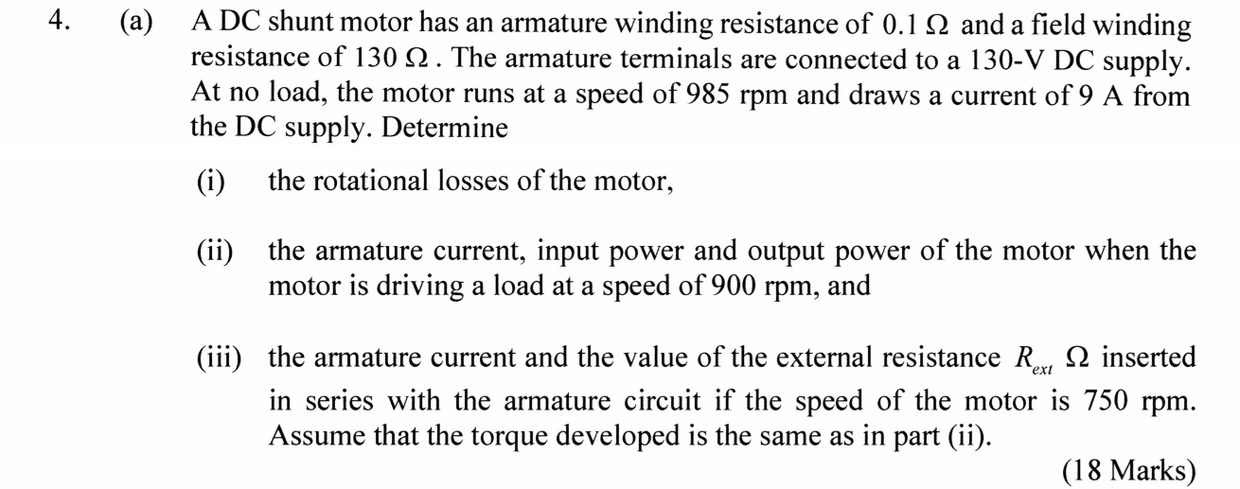 4. (a) A DC shunt motor has an armature winding resistance of 0.1 Ω and a field winding
resistance of 130 Ω . The armature terminals are connected to a 130-V DC supply.
At no load, the motor runs at a speed of 985 rpm and draws a current of 9 A from
the DC supply. Determine
(i) the rotational losses of the motor,
(ii) the armature current, input power and output power of the motor when the
motor is driving a load at a speed of 900 rpm, and
(iii) the armature current and the value of the external resistance R_ext Ω inserted
in series with the armature circuit if the speed of the motor is 750 rpm.
Assume that the torque developed is the same as in part (ii).
(18 Marks)